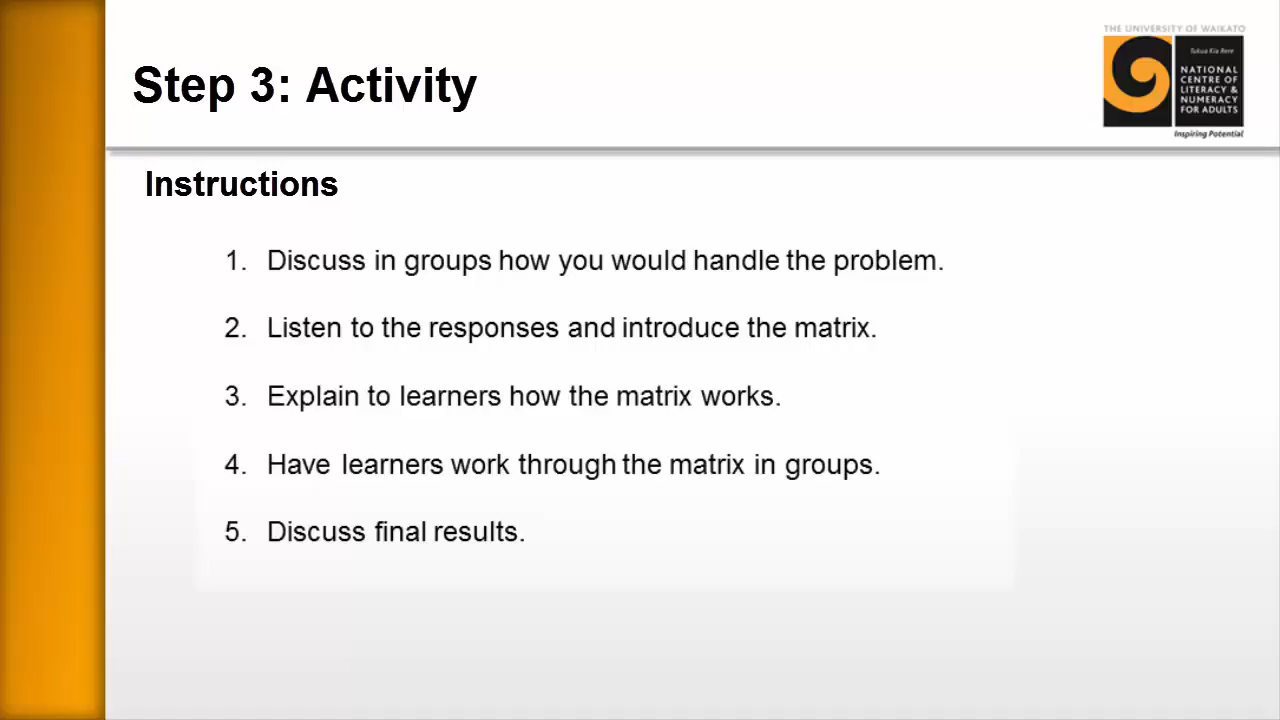 THE UNIVERSITY OF WAIKATO
Tukua Kia Rere
NATIONAL
CENTRE OF
LITERACY &
NUMERACY
FOR ADULTS
Inspiring Potential
Step 3: Activity
Instructions
1. Discuss in groups how you would handle the problem.
2. Listen to the responses and introduce the matrix.
3. Explain to learners how the matrix works.
4. Have learners work through the matrix in groups.
5. Discuss final results.